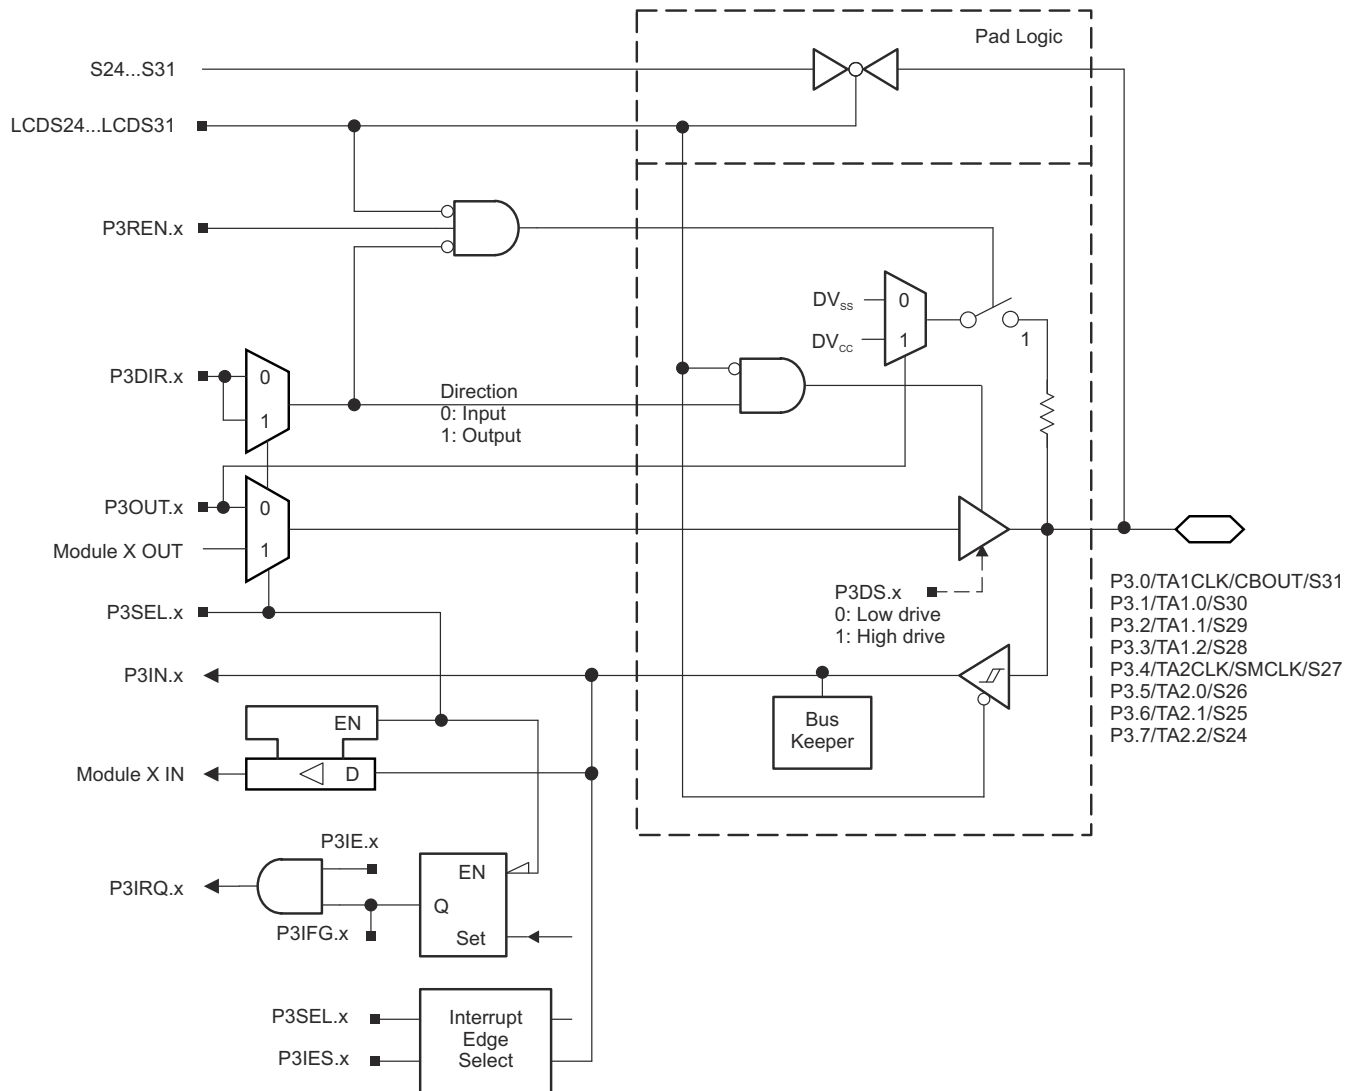 Pad Logic
S24...S31
LCDS24...LCDS31
P3REN.x
DVSS
0
DVCC
1
1
P3DIR.x
0
1
Direction
0: Input
1: Output
P3OUT.x
0
Module X OUT
1
P3SEL.x
P3DS.x
0: Low drive
1: High drive
P3.0/TA1CLK/CBOUT/S31
P3.1/TA1.0/S30
P3.2/TA1.1/S29
P3.3/TA1.2/S28
P3.4/TA2CLK/SMCLK/S27
P3.5/TA2.0/S26
P3.6/TA2.1/S25
P3.7/TA2.2/S24
P3IN.x
Bus
Keeper
EN
Module X IN
D
P3IE.x
P3IRQ.x
EN
Q
P3IFG.x
Set
P3SEL.x
P3IES.x
Interrupt
Edge
Select